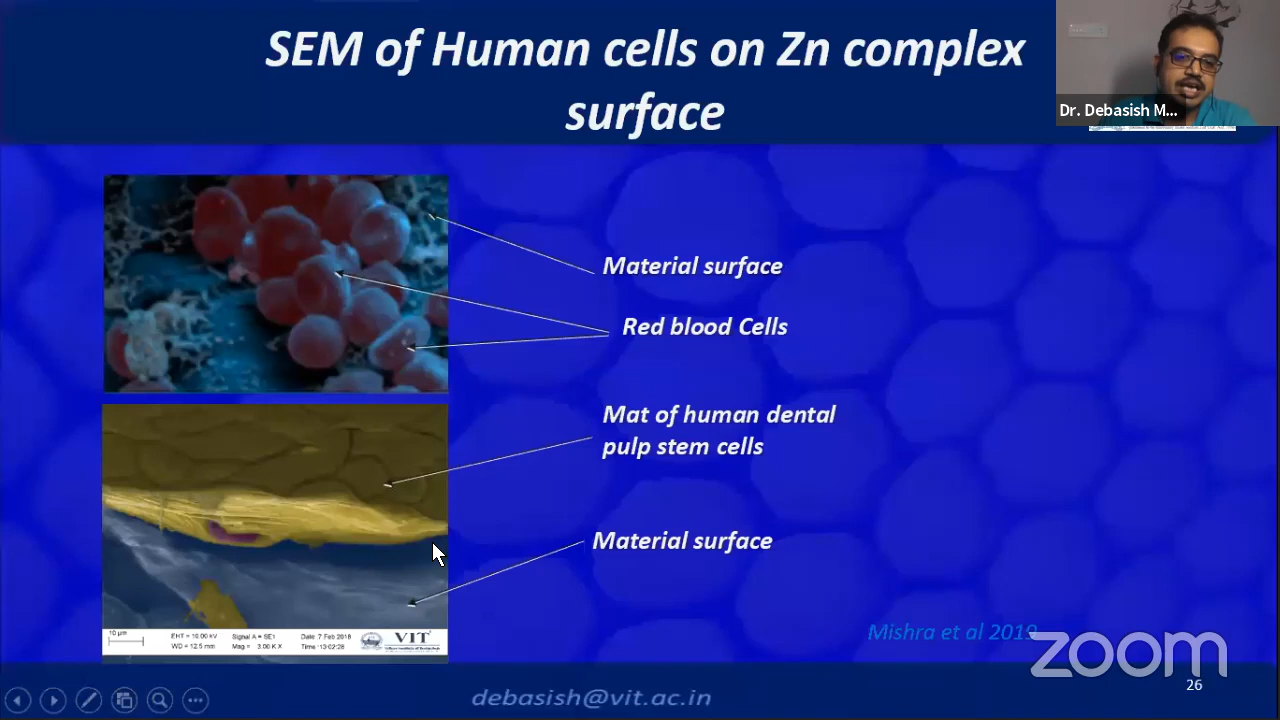 SEM of Human cells on Zn complex
surface
Dr. Debasish M...
Material surface
Red blood Cells
Mat of human dental
pulp stem cells
Material surface
10 µm
EHT = 10.00 kV
WD = 12.5 mm
Signal A = SE1
Mag = 3.00 K X
Date :7 Feb 2018
Time :13:02:28
VIT
Mishra et al 2019
zoom
26
debasish@vit.ac.in